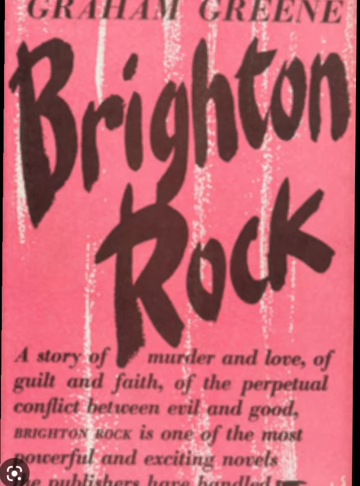 GRAHAM GREENE
Brighton
Rock
A story of murder and love, of
guilt and faith, of the perpetual
conflict between evil and good,
BRIGHTON ROCK is one of the most
powerful and exciting novels
the publishers have handled